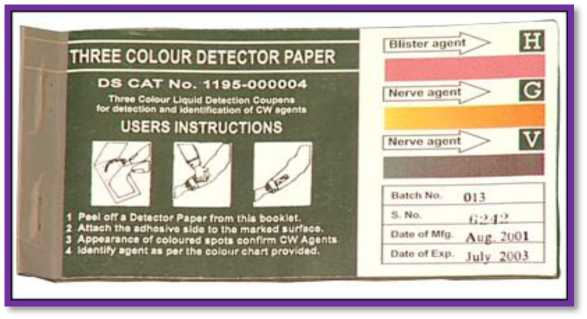 THREE COLOUR DETECTOR PAPER
DS CAT No. 1195-000004
Three Colour Liquid Detection Coupens
for detection and identification of CW agents
USERS INSTRUCTIONS
1 Peel off a Detector Paper from this booklet.
2 Attach the adhesive side to the marked surface.
3 Appearance of coloured spots confirm CW Agents
4 Identify agent as per the colour chart provided.
Blister agent H
Nerve agent G
Nerve agent V
Batch No. 013
S. No. 6242
Date of Mfg. Aug. 2001
Date of Exp. July 2003